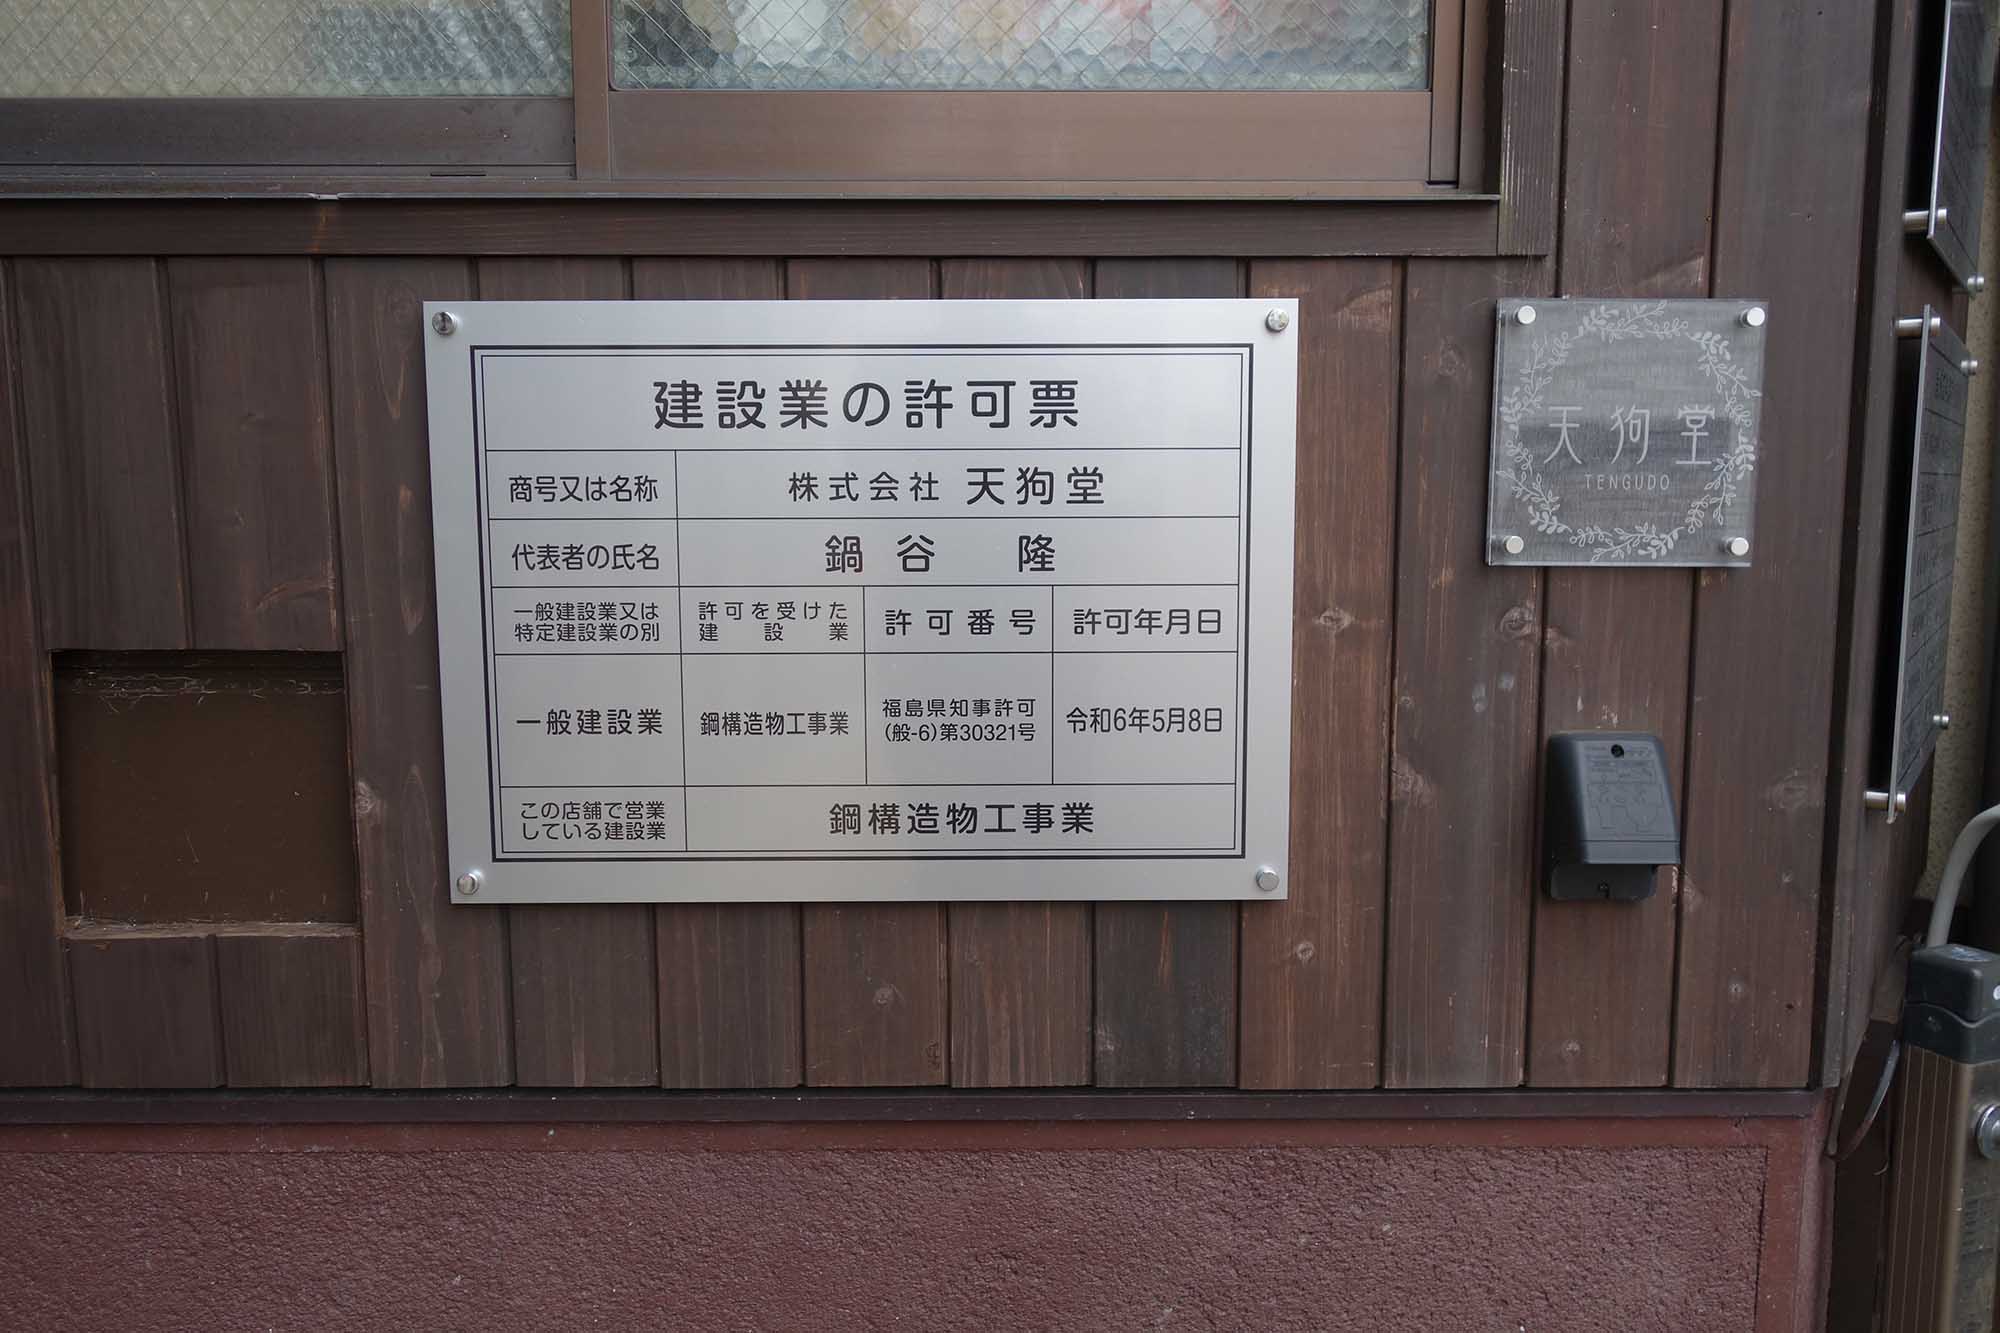 建設業の許可票
商号又は名称 株式会社 天狗堂
代表者の氏名 鍋谷 隆
一般建設業又は
特定建設業の別
許可を受けた
建設業
許可番号
許可年月日
一般建設業
鋼構造物工事業
福島県知事許可
(般-6)第30321号
令和6年5月8日
この店舗で営業
している建設業
鋼構造物工事業
天狗堂
TENGUDO